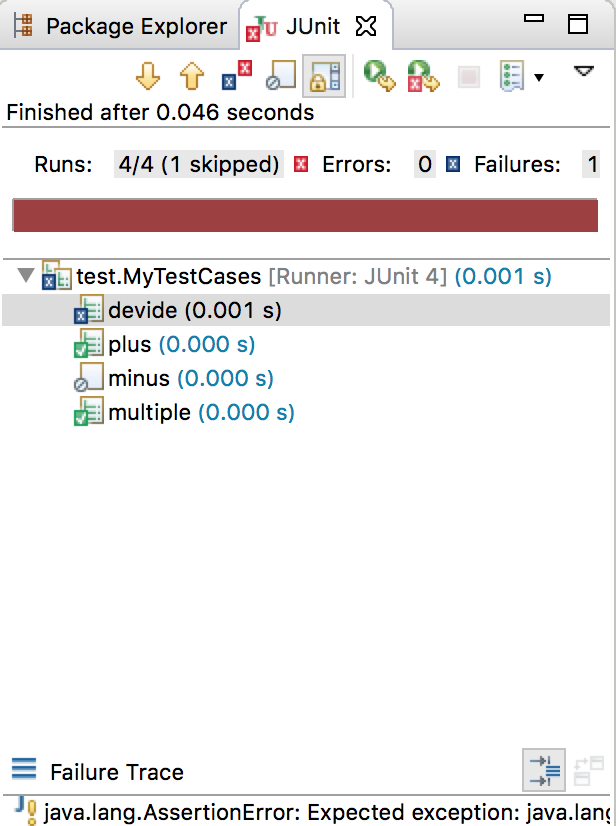 Package Explorer JUnit
Finished after 0.046 seconds
Runs: 4/4 (1 skipped) Errors: 0 Failures: 1
test.MyTestCases [Runner: JUnit 4] (0.001 s)
devide (0.001 s)
plus (0.000 s)
minus (0.000 s)
multiple (0.000 s)
Failure Trace
java.lang.AssertionError: Expected exception: java.lang